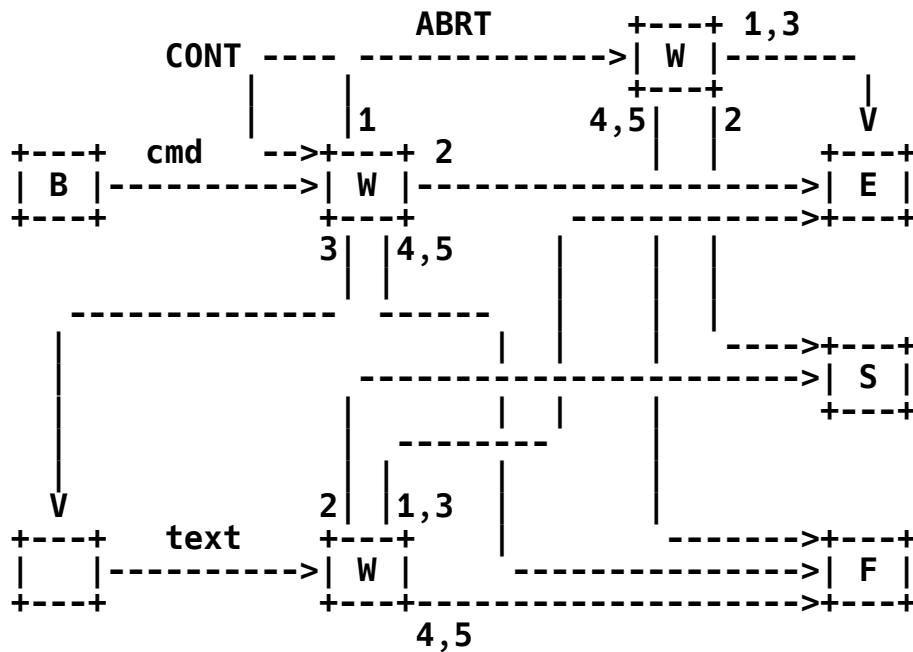 ABRT            +---+  1,3
                CONT ----  -------------->| W |-------
                        |         |                               +---+               |
                        |         |1                         4,5|     |2            V
+---+   cmd      -->+---+ 2                     |     |            +---+
| B |---------->| W |--------------------->| E |
+---+                +---+        ------------->+---+
                             3|   |4,5         |         |     |
                              |   |               |         |     |
   --------------   ------        |         |     |
  |                                      |     |         |       ---->+---+
  |               ------------------------>| S |
  |                           |              |     |         |              +---+
  |                           |    --------              |
  |                           |   |          |              |
  V                        2|   |1,3      |              |
+---+   text         +---+         |               ------->+---+
|     |---------->| W |            --------------->| F |
+---+                 +---+--------------------->+---+
                                  4,5